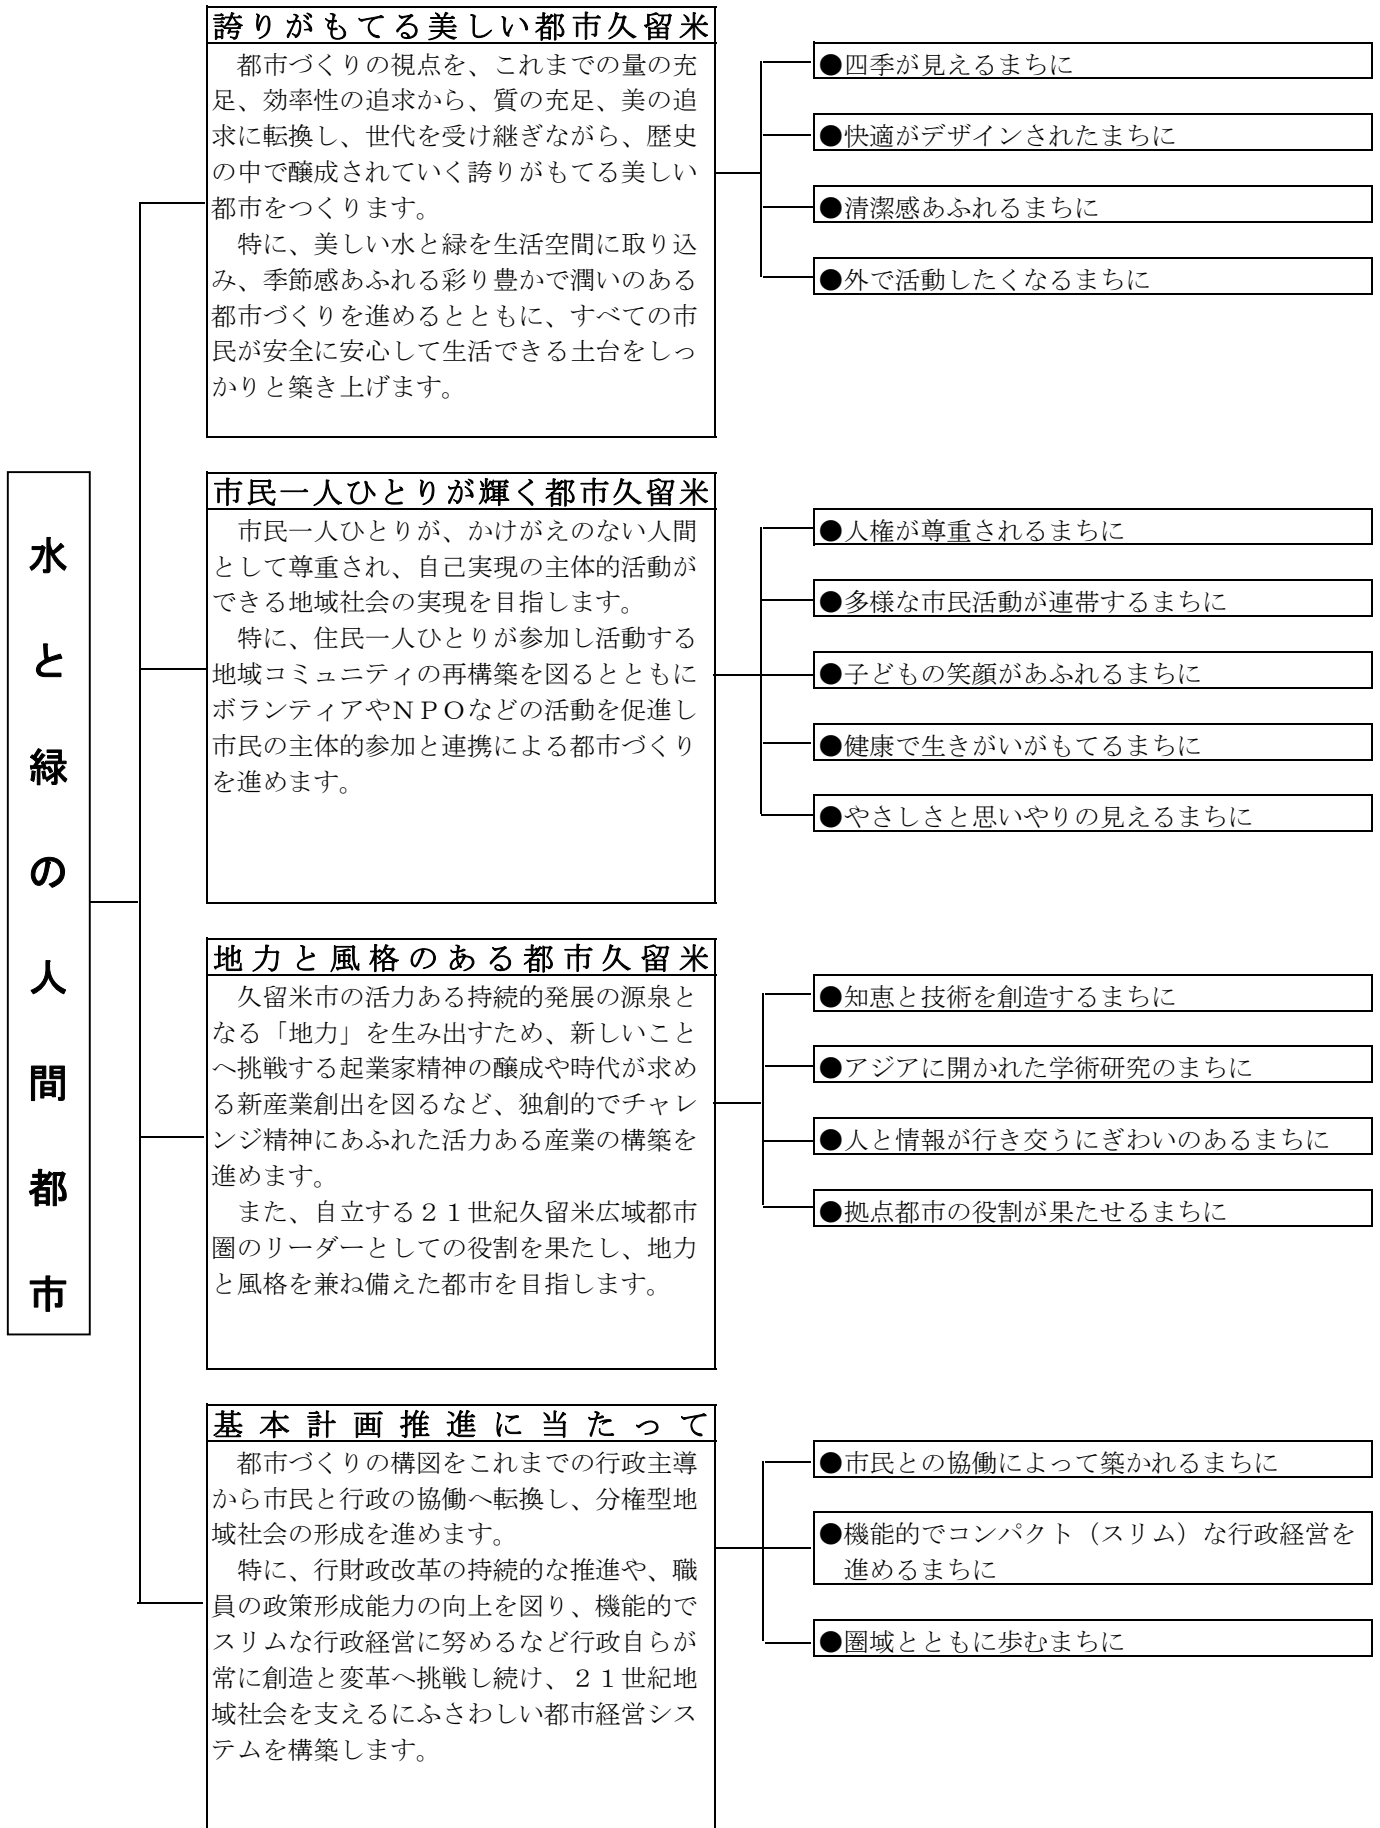 水と緑の人間都市
誇りがもてる美しい都市久留米
　都市づくりの視点を、これまでの量の充
足、効率性の追求から、質の充足、美の追
求に転換し、世代を受け継ぎながら、歴史
の中で醸成されていく誇りがもてる美しい
都市をつくります。
　特に、美しい水と緑を生活空間に取り込
み、季節感あふれる彩り豊かで潤いのある
都市づくりを進めるとともに、すべての市
民が安全に安心して生活できる土台をしっ
かりと築き上げます。
●四季が見えるまちに
●快適がデザインされたまちに
●清潔感あふれるまちに
●外で活動したくなるまちに
市民一人ひとりが輝く都市久留米
　市民一人ひとりが、かけがえのない人間
として尊重され、自己実現の主体的活動が
できる地域社会の実現を目指します。
　特に、住民一人ひとりが参加し活動する
地域コミュニティの再構築を図るとともに
ボランティアやＮＰＯなどの活動を促進し
市民の主体的参加と連携による都市づくり
を進めます。
●人権が尊重されるまちに
●多様な市民活動が連帯するまちに
●子どもの笑顔があふれるまちに
●健康で生きがいがもてるまちに
●やさしさと思いやりの見えるまちに
地力と風格のある都市久留米
　久留米市の活力ある持続的発展の源泉と
なる「地力」を生み出すため、新しいこと
へ挑戦する起業家精神の醸成や時代が求め
る新産業創出を図るなど、独創的でチャレ
ンジ精神にあふれた活力ある産業の構築を
進めます。
　また、自立する２１世紀久留米広域都市
圏のリーダーとしての役割を果たし、地力
と風格を兼ね備えた都市を目指します。
●知恵と技術を創造するまちに
●アジアに開かれた学術研究のまちに
●人と情報が行き交うにぎわいのあるまちに
●拠点都市の役割が果たせるまちに
基本計画推進に当たって
　都市づくりの構図をこれまでの行政主導
から市民と行政の協働へ転換し、分権型地
域社会の形成を進めます。
　特に、行財政改革の持続的な推進や、職
員の政策形成能力の向上を図り、機能的で
スリムな行政経営に努めるなど行政自らが
常に創造と変革へ挑戦し続け、２１世紀地
域社会を支えるにふさわしい都市経営シス
テムを構築します。
●市民との協働によって築かれるまちに
●機能的でコンパクト（スリム）な行政経営を
進めるまちに
●圏域とともに歩むまちに